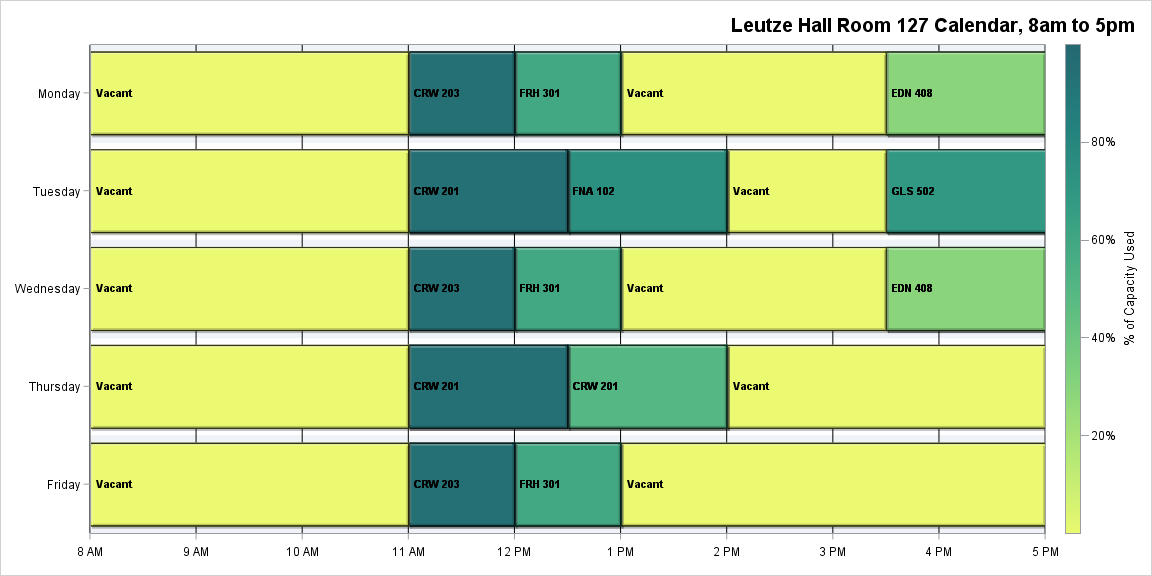 Leutze Hall Room 127 Calendar, 8am to 5pm
Monday
Vacant
CRW 203
FRH 301
Vacant
EDN 408
Tuesday
Vacant
CRW 201
FNA 102
Vacant
GLS 502
Wednesday
Vacant
CRW 203
FRH 301
Vacant
EDN 408
Thursday
Vacant
CRW 201
CRW 201
Vacant
Friday
Vacant
CRW 203
FRH 301
Vacant
8 AM
9 AM
10 AM
11 AM
12 PM
1 PM
2 PM
3 PM
4 PM
5 PM
80%
60%
40%
20%
% of Capacity Used